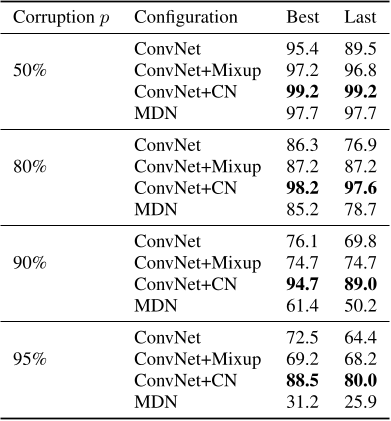 Corruption p Configuration Best Last
ConvNet 95.4 89.5
50% ConvNet+Mixup 97.2 96.8
ConvNet+CN 99.2 99.2
MDN 97.7 97.7
ConvNet 86.3 76.9
80% ConvNet+Mixup 87.2 87.2
ConvNet+CN 98.2 97.6
MDN 85.2 78.7
ConvNet 76.1 69.8
90% ConvNet+Mixup 74.7 74.7
ConvNet+CN 94.7 89.0
MDN 61.4 50.2
ConvNet 72.5 64.4
95% ConvNet+Mixup 69.2 68.2
ConvNet+CN 88.5 80.0
MDN 31.2 25.9